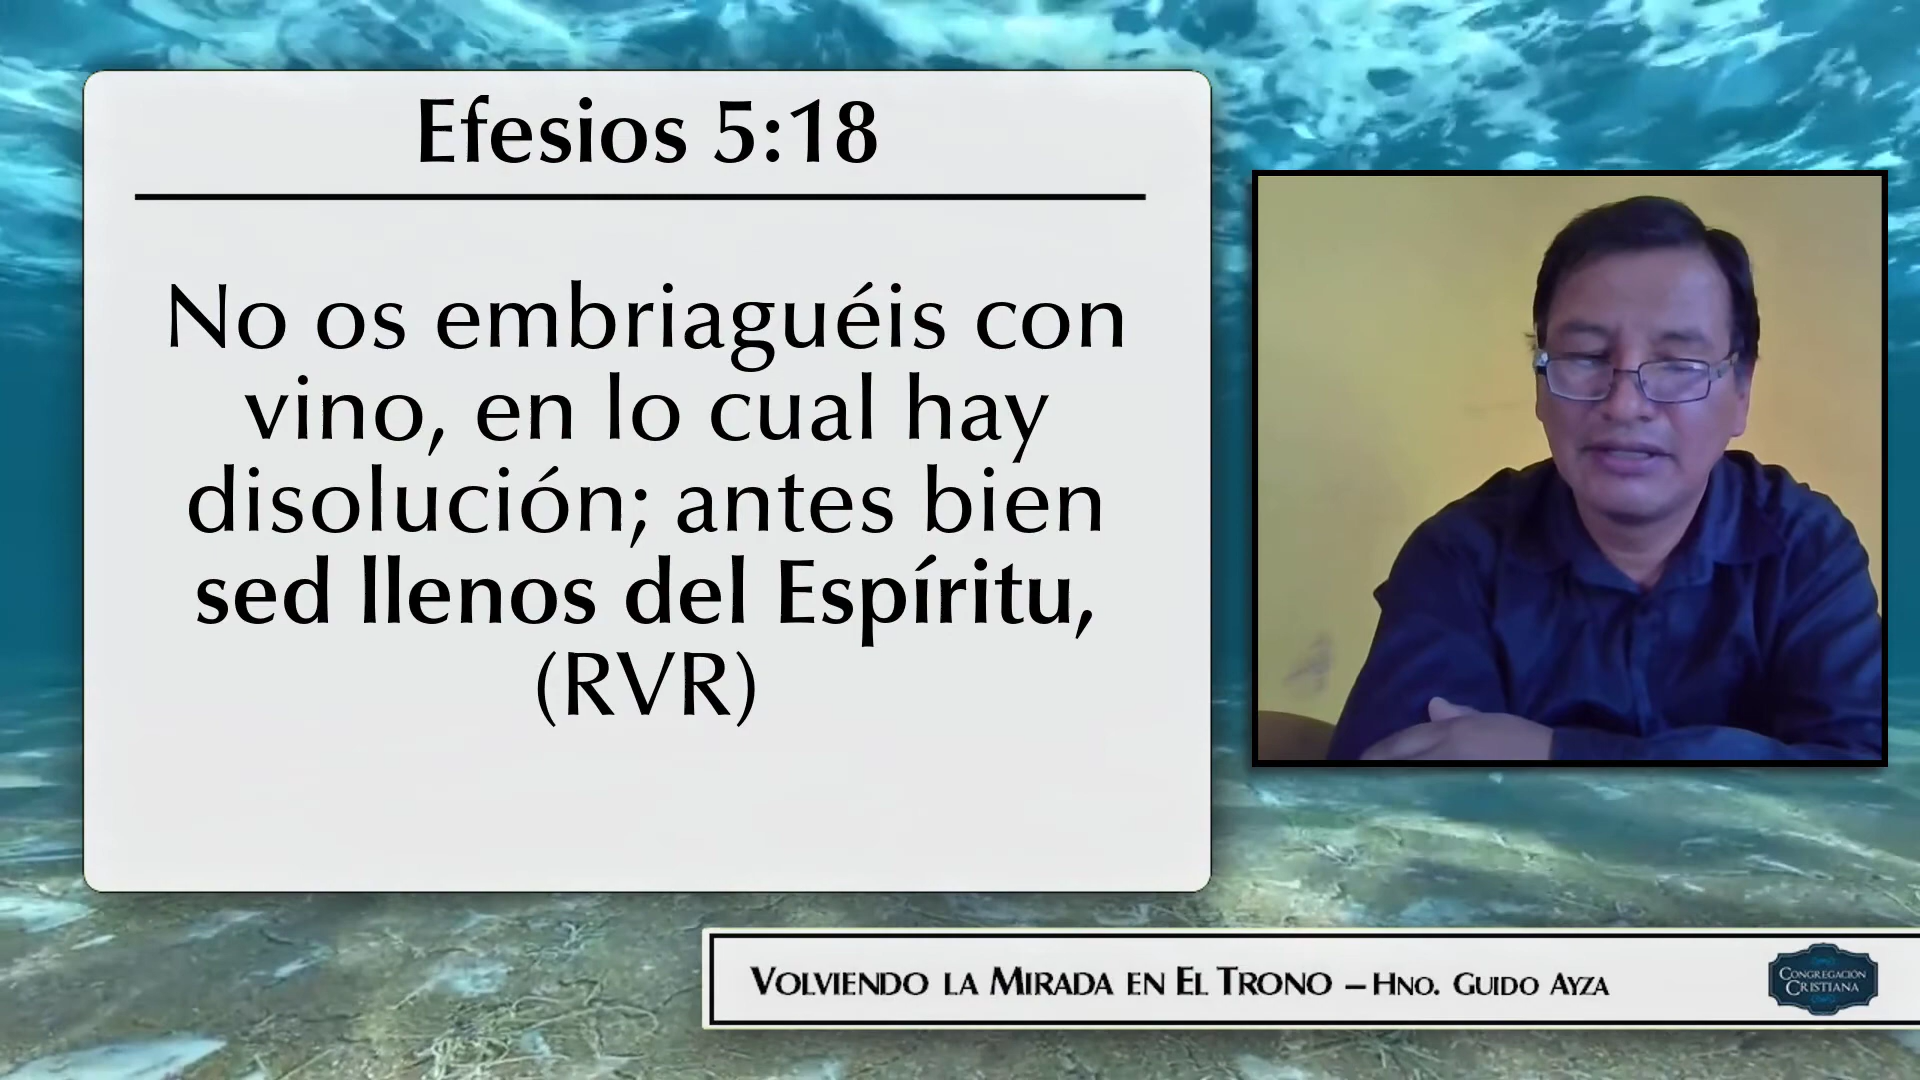 Efesios 5:18
No os embriaguéis con
vino, en lo cual hay
disolución; antes bien
sed llenos del Espíritu,
(RVR)
Volviendo la Mirada en El Trono – Hno. Guido Ayza
Congregación
Cristiana